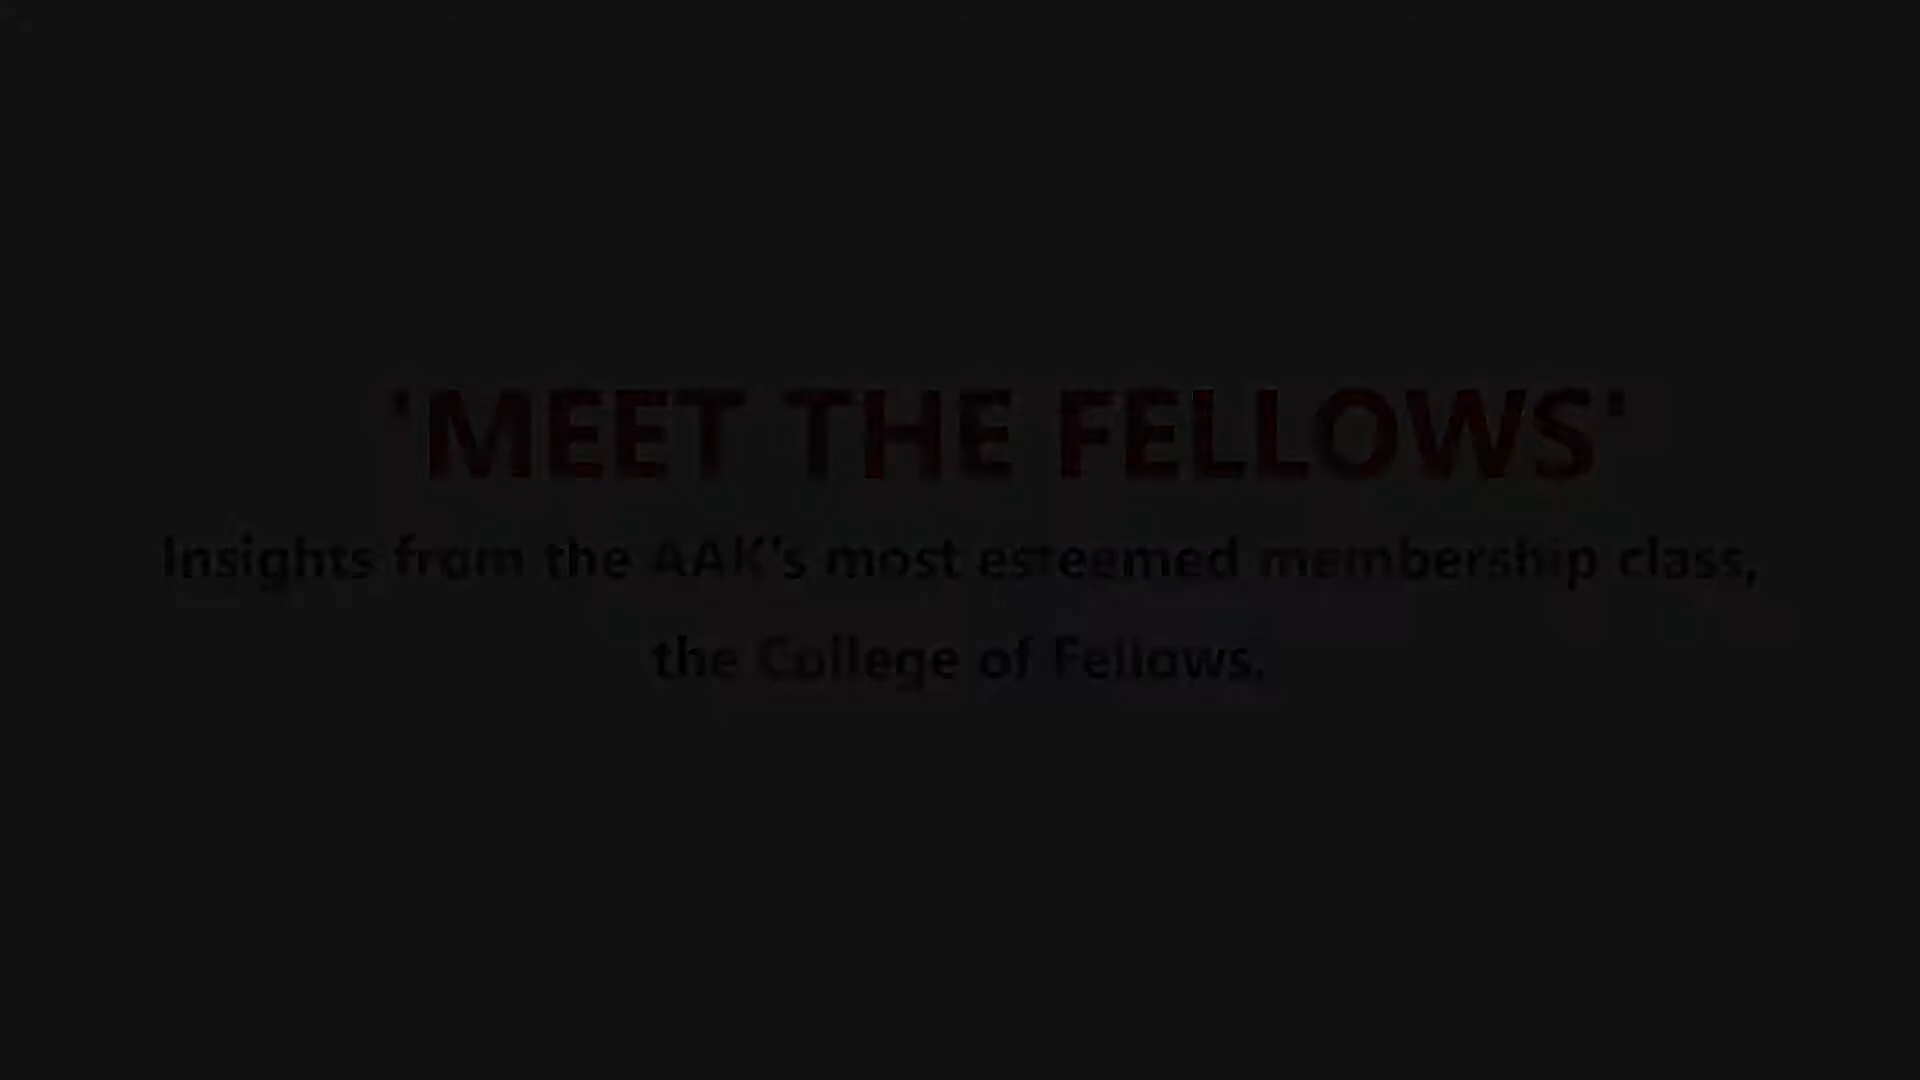 'MEET THE FELLOWS'
Insights from the AAK's most esteemed membership class,
the College of Fellows.